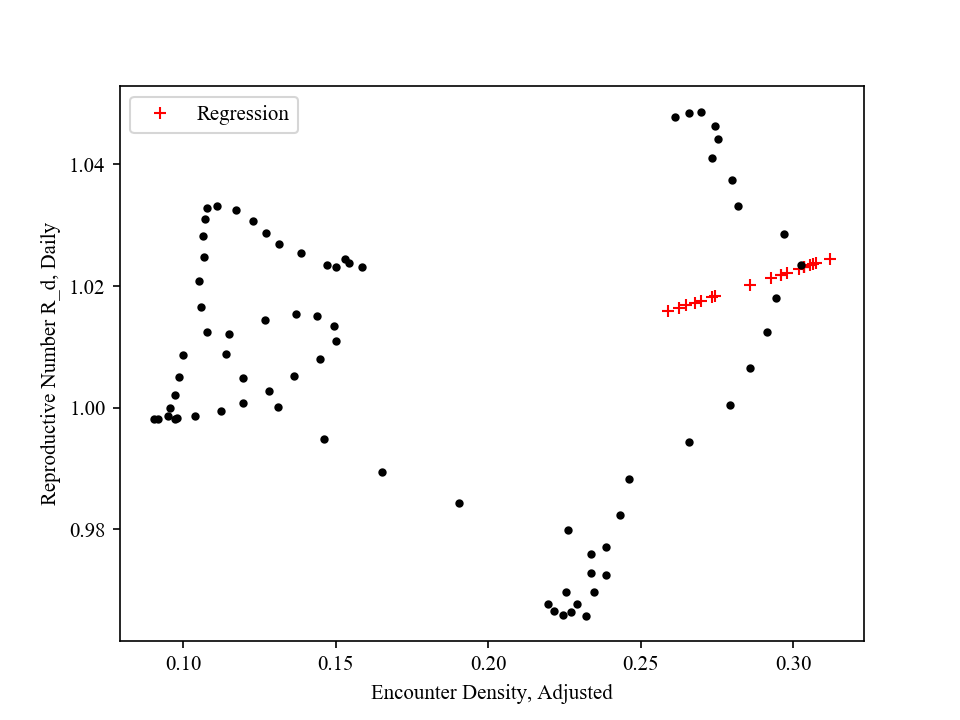 Regression
1.04
1.02
1.00
0.98
Reproductive Number R_d, Daily
0.10 0.15 0.20 0.25 0.30
Encounter Density, Adjusted